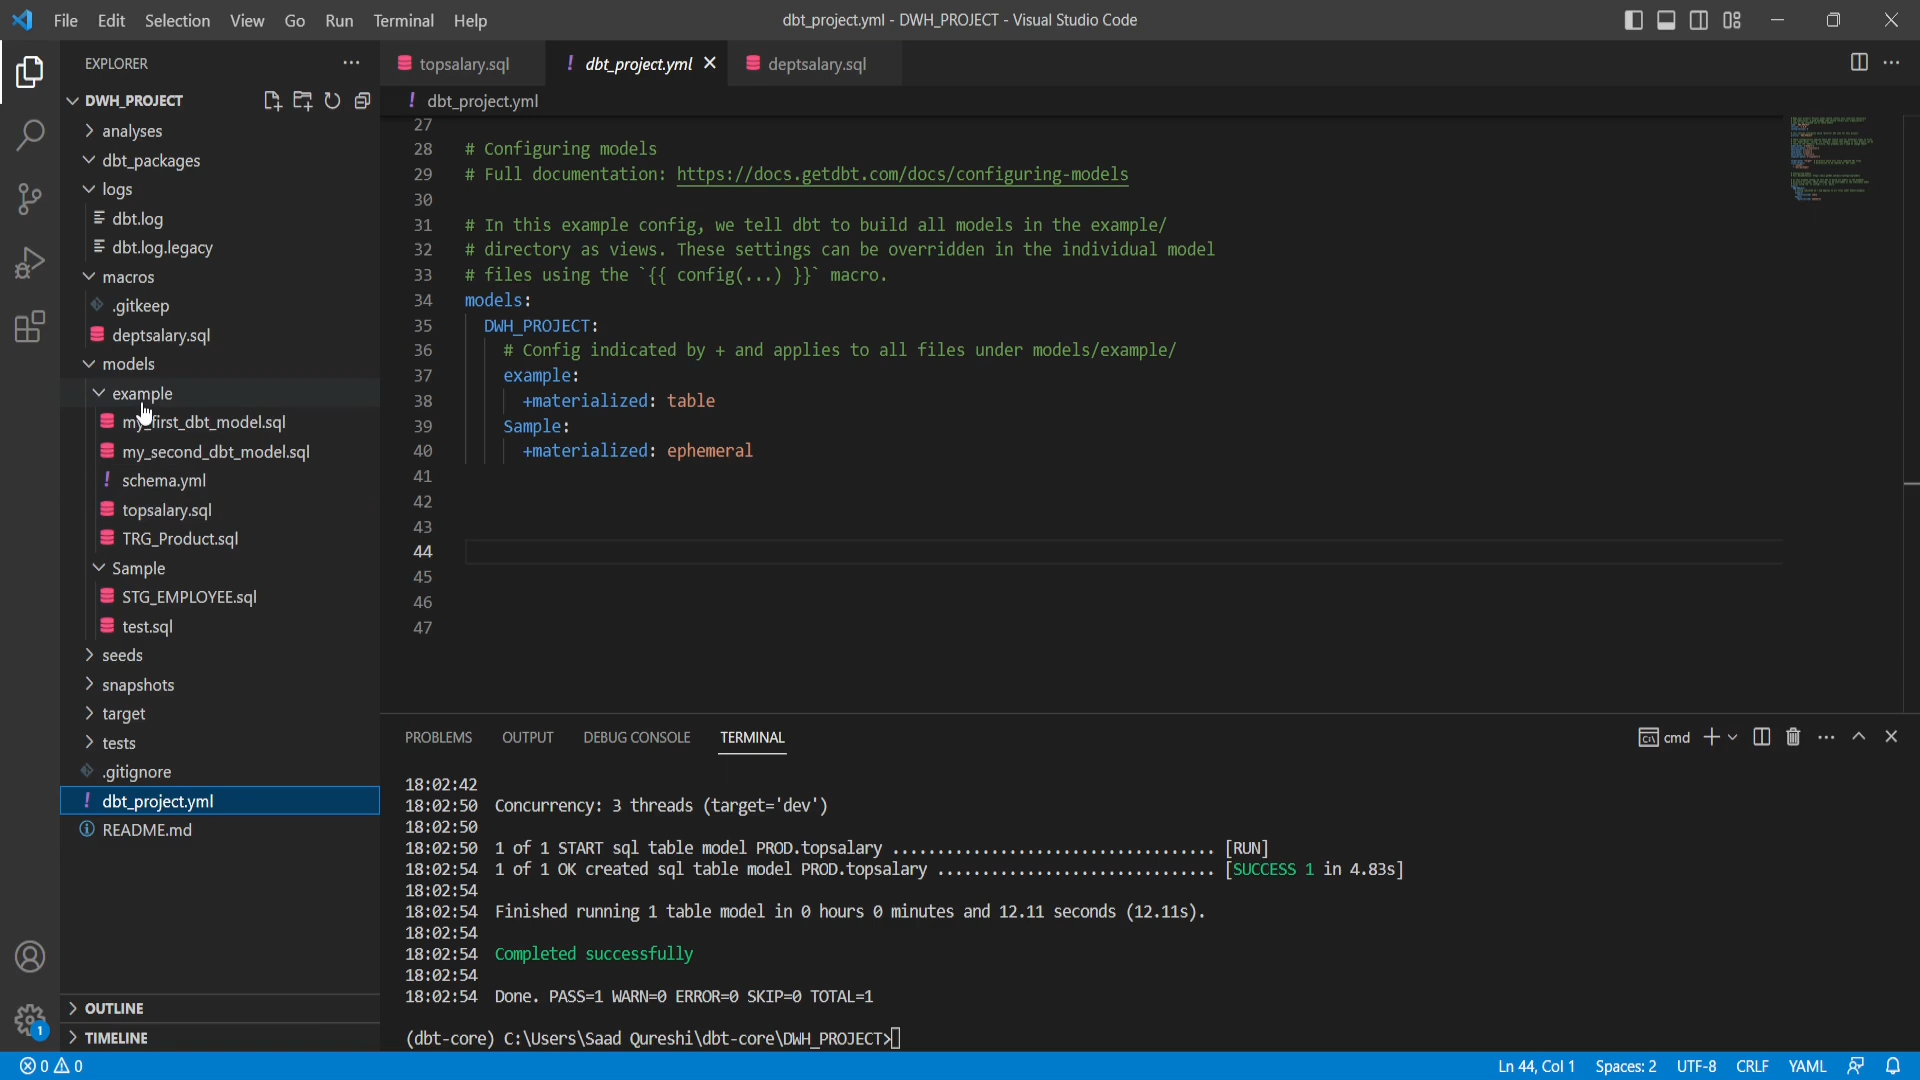 File Edit Selection View Go Run Terminal Help
dbt_project.yml - DWH_PROJECT - Visual Studio Code
EXPLORER
DWH_PROJECT
analyses
dbt_packages
logs
dbt.log
dbt.log.legacy
macros
.gitkeep
deptsalary.sql
models
example
my_first_dbt_model.sql
my_second_dbt_model.sql
schema.yml
topsalary.sql
TRG_Product.sql
Sample
STG_EMPLOYEE.sql
test.sql
seeds
snapshots
target
tests
.gitignore
dbt_project.yml
README.md
OUTLINE
TIMELINE
topsalary.sql ! dbt_project.yml deptsalary.sql
! dbt_project.yml
27
28 # Configuring models
29 # Full documentation: https://docs.getdbt.com/docs/configuring-models
30
31 # In this example config, we tell dbt to build all models in the example/
32 # directory as views. These settings can be overridden in the individual model
33 # files using the `{{ config(...) }}` macro.
34 models:
35 DWH_PROJECT:
36 # Config indicated by + and applies to all files under models/example/
37 example:
38 +materialized: table
39 Sample:
40 +materialized: ephemeral
41
42
43
44
45
46
47
PROBLEMS OUTPUT DEBUG CONSOLE TERMINAL
cmd
18:02:42
18:02:50 Concurrency: 3 threads (target='dev')
18:02:50
18:02:50 1 of 1 START sql table model PROD.topsalary ................................... [RUN]
18:02:54 1 of 1 OK created sql table model PROD.topsalary .............................. [SUCCESS 1 in 4.83s]
18:02:54
18:02:54 Finished running 1 table model in 0 hours 0 minutes and 12.11 seconds (12.11s).
18:02:54
18:02:54 Completed successfully
18:02:54
18:02:54 Done. PASS=1 WARN=0 ERROR=0 SKIP=0 TOTAL=1
(dbt-core) C:\Users\Saad Qureshi\dbt-core\DWH_PROJECT>
1
0 0
Ln 44, Col 1 Spaces: 2 UTF-8 CRLF YAML